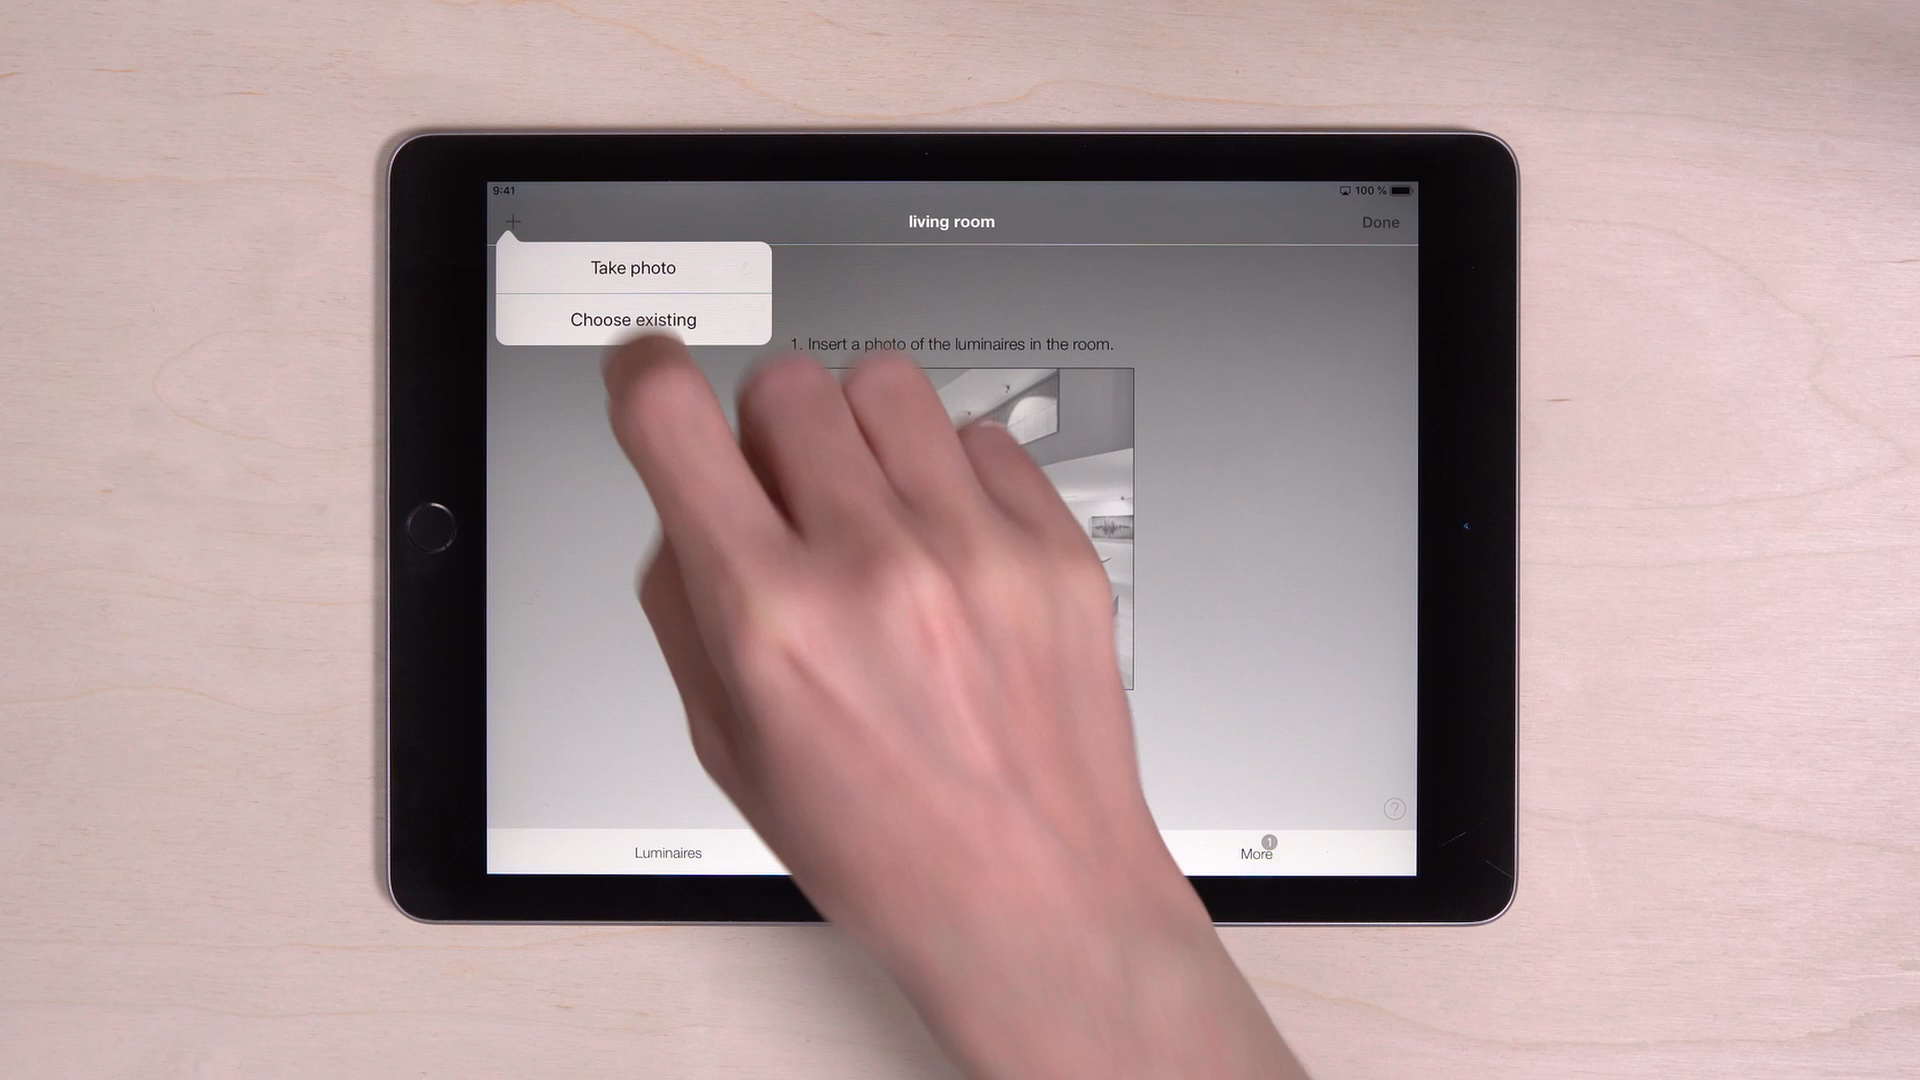 9:41
100 %
living room
Done
Take photo
Choose existing
1. Insert a photo of the luminaires in the room.
?
Luminaires
More
1